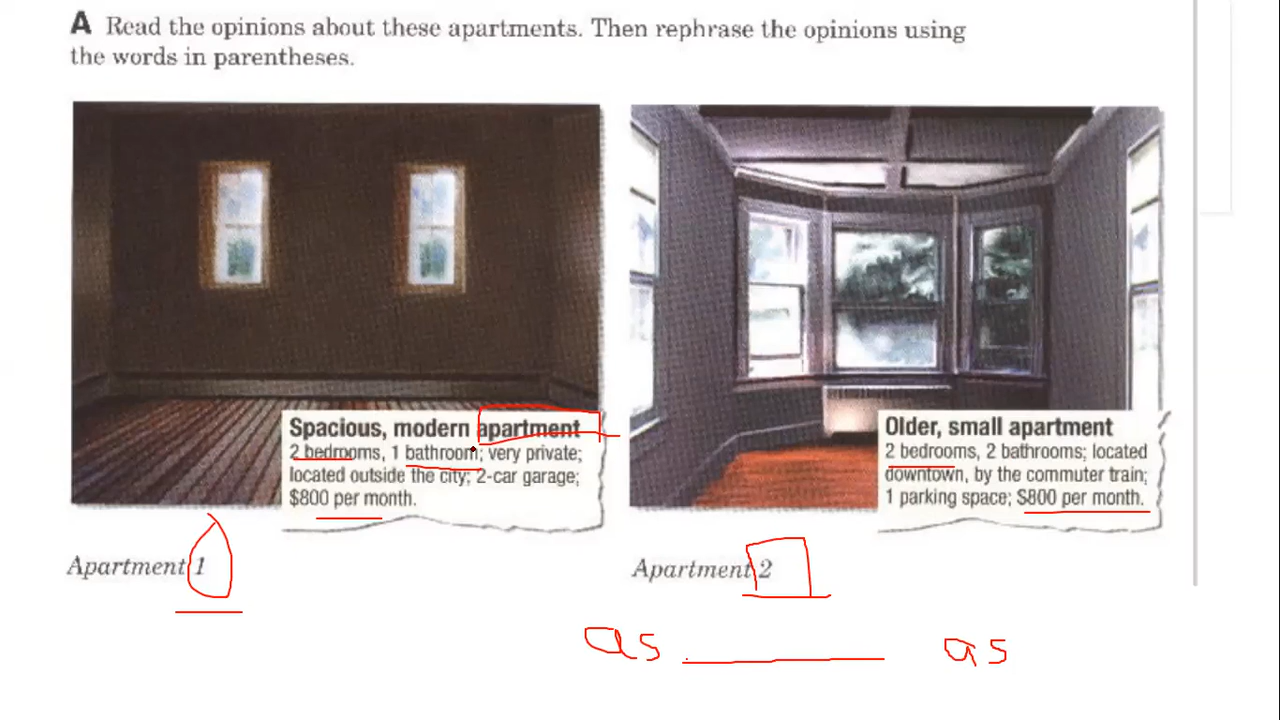 A Read the opinions about these apartments. Then rephrase the opinions using
the words in parentheses.
Spacious, modern apartment
2 bedrooms, 1 bathroom; very private;
located outside the city; 2-car garage;
$800 per month.
Older, small apartment
2 bedrooms, 2 bathrooms; located
downtown, by the commuter train;
1 parking space; $800 per month.
Apartment 1
Apartment 2
as ______ as